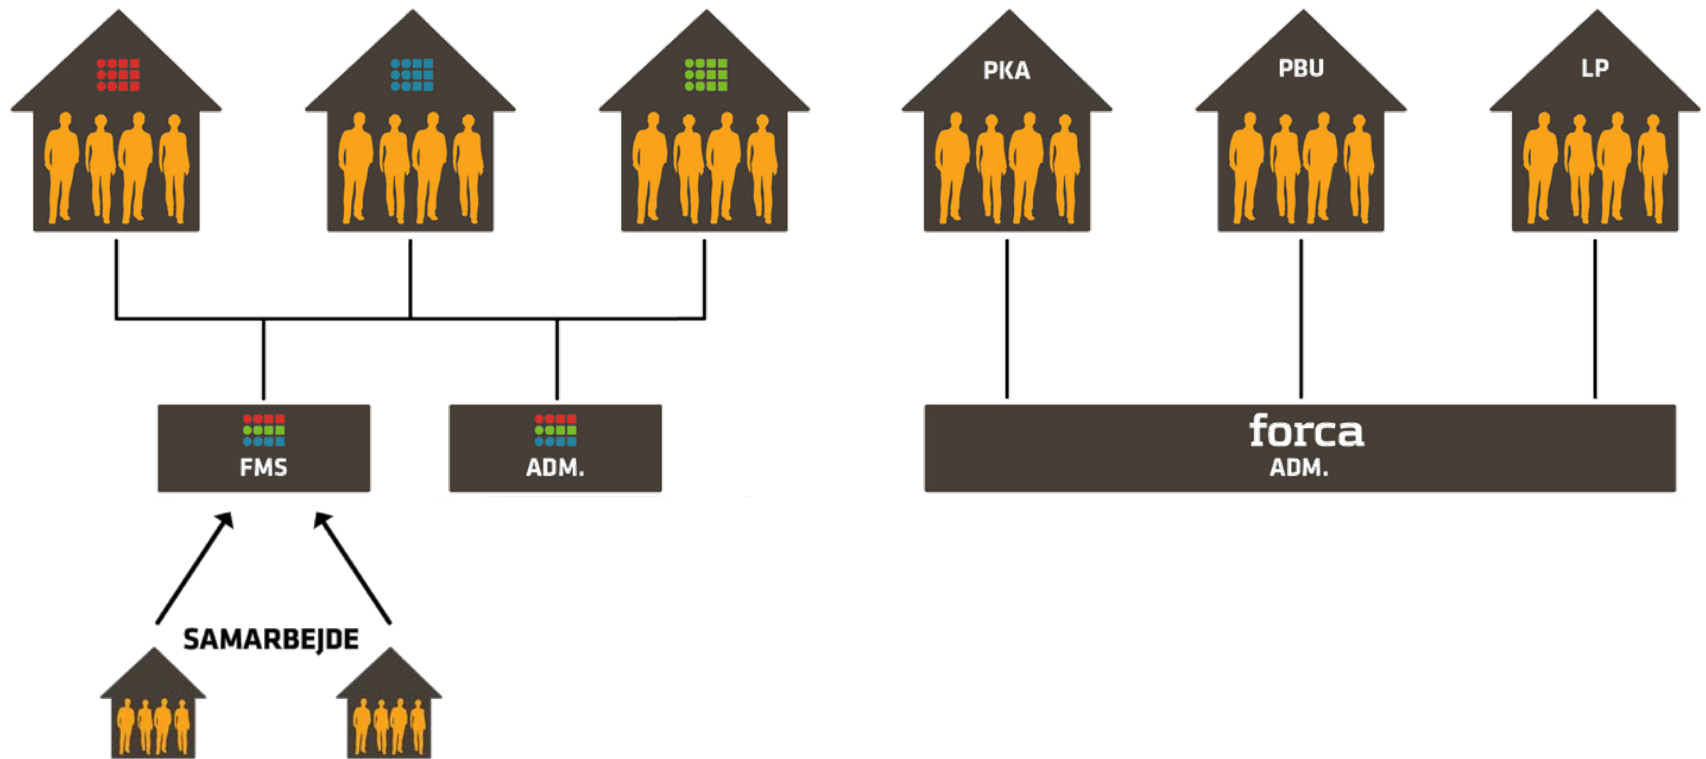 PKA
PBU
LP
FMS
ADM.
forca
ADM.
SAMARBEJDE